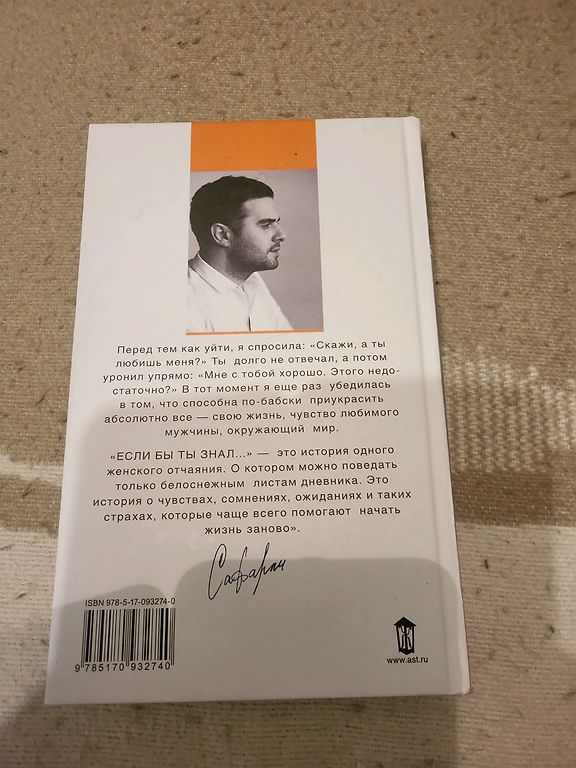 Перед тем как уйти, я спросила: «Скажи, а ты
любишь меня?» Ты долго не отвечал, а потом
уронил упрямо: «Мне с тобой хорошо. Этого недо-
статочно?» В тот момент я еще раз убедилась
в том, что способна по-бабски приукрасить
абсолютно все — свою жизнь, чувство любимого
мужчины, окружающий мир.
«ЕСЛИ БЫ ТЫ ЗНАЛ...» — это история одного
женского отчаяния. О котором можно поведать
только белоснежным листам дневника. Это
история о чувствах, сомнениях, ожиданиях и таких
страхах, которые чаще всего помогают начать
жизнь заново».
Сафарли
ISBN 978-5-17-093274-0
9 785170 932740
www.ast.ru